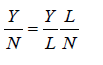 Y/N = Y/L L/N